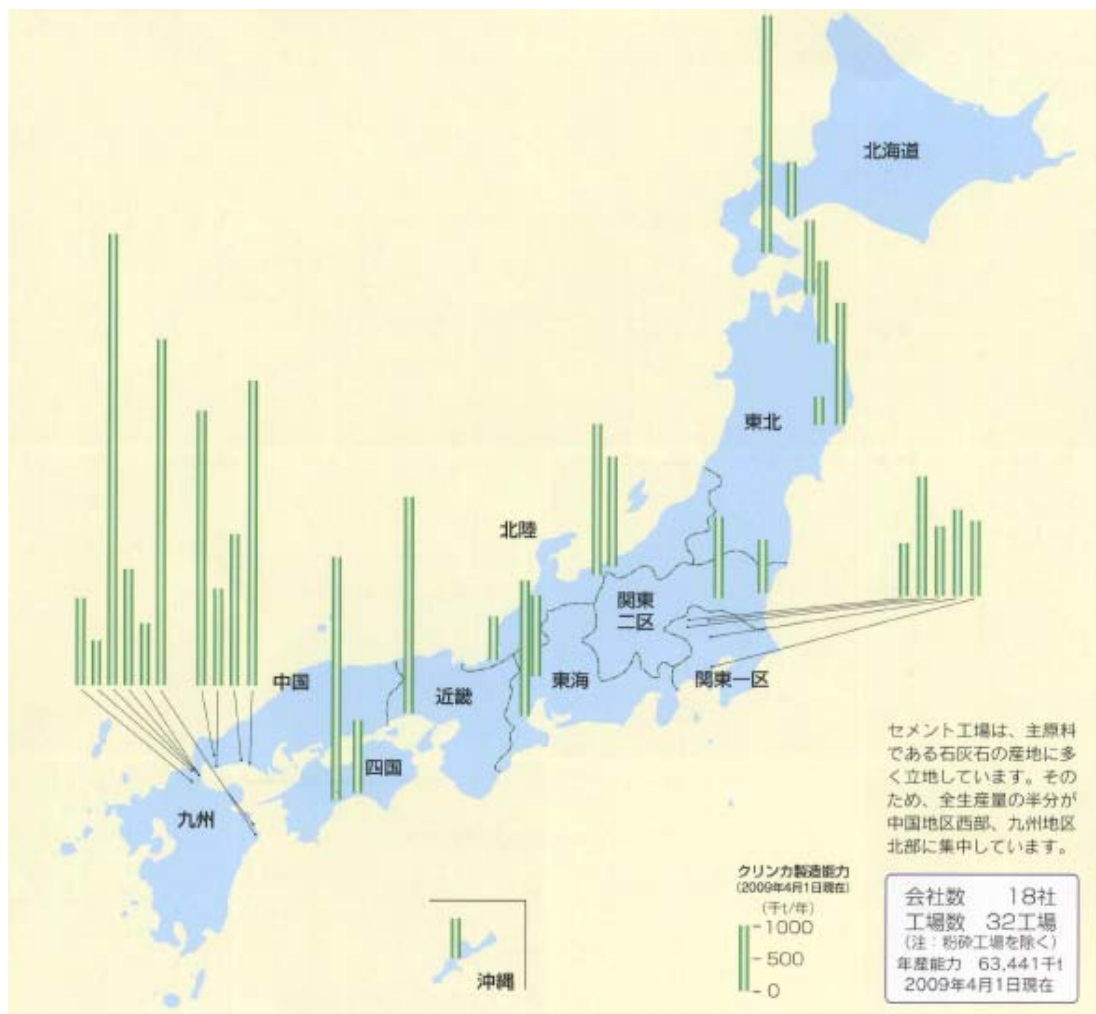 北海道
東北
北陸
関東
二区
中国
近畿
東海
関東一区
四国
九州
セメント工場は、主原料
である石灰石の産地に多
く立地しています。その
ため、全生産量の半分が
中国地区西部、九州地区
北部に集中しています。
クリンカ製造能力
(2009年4月1日現在)
(千t/年)
1000
500
0
沖縄
会社数 18社
工場数 32工場
(注:粉砕工場を除く)
年産能力 63,441千t
2009年4月1日現在